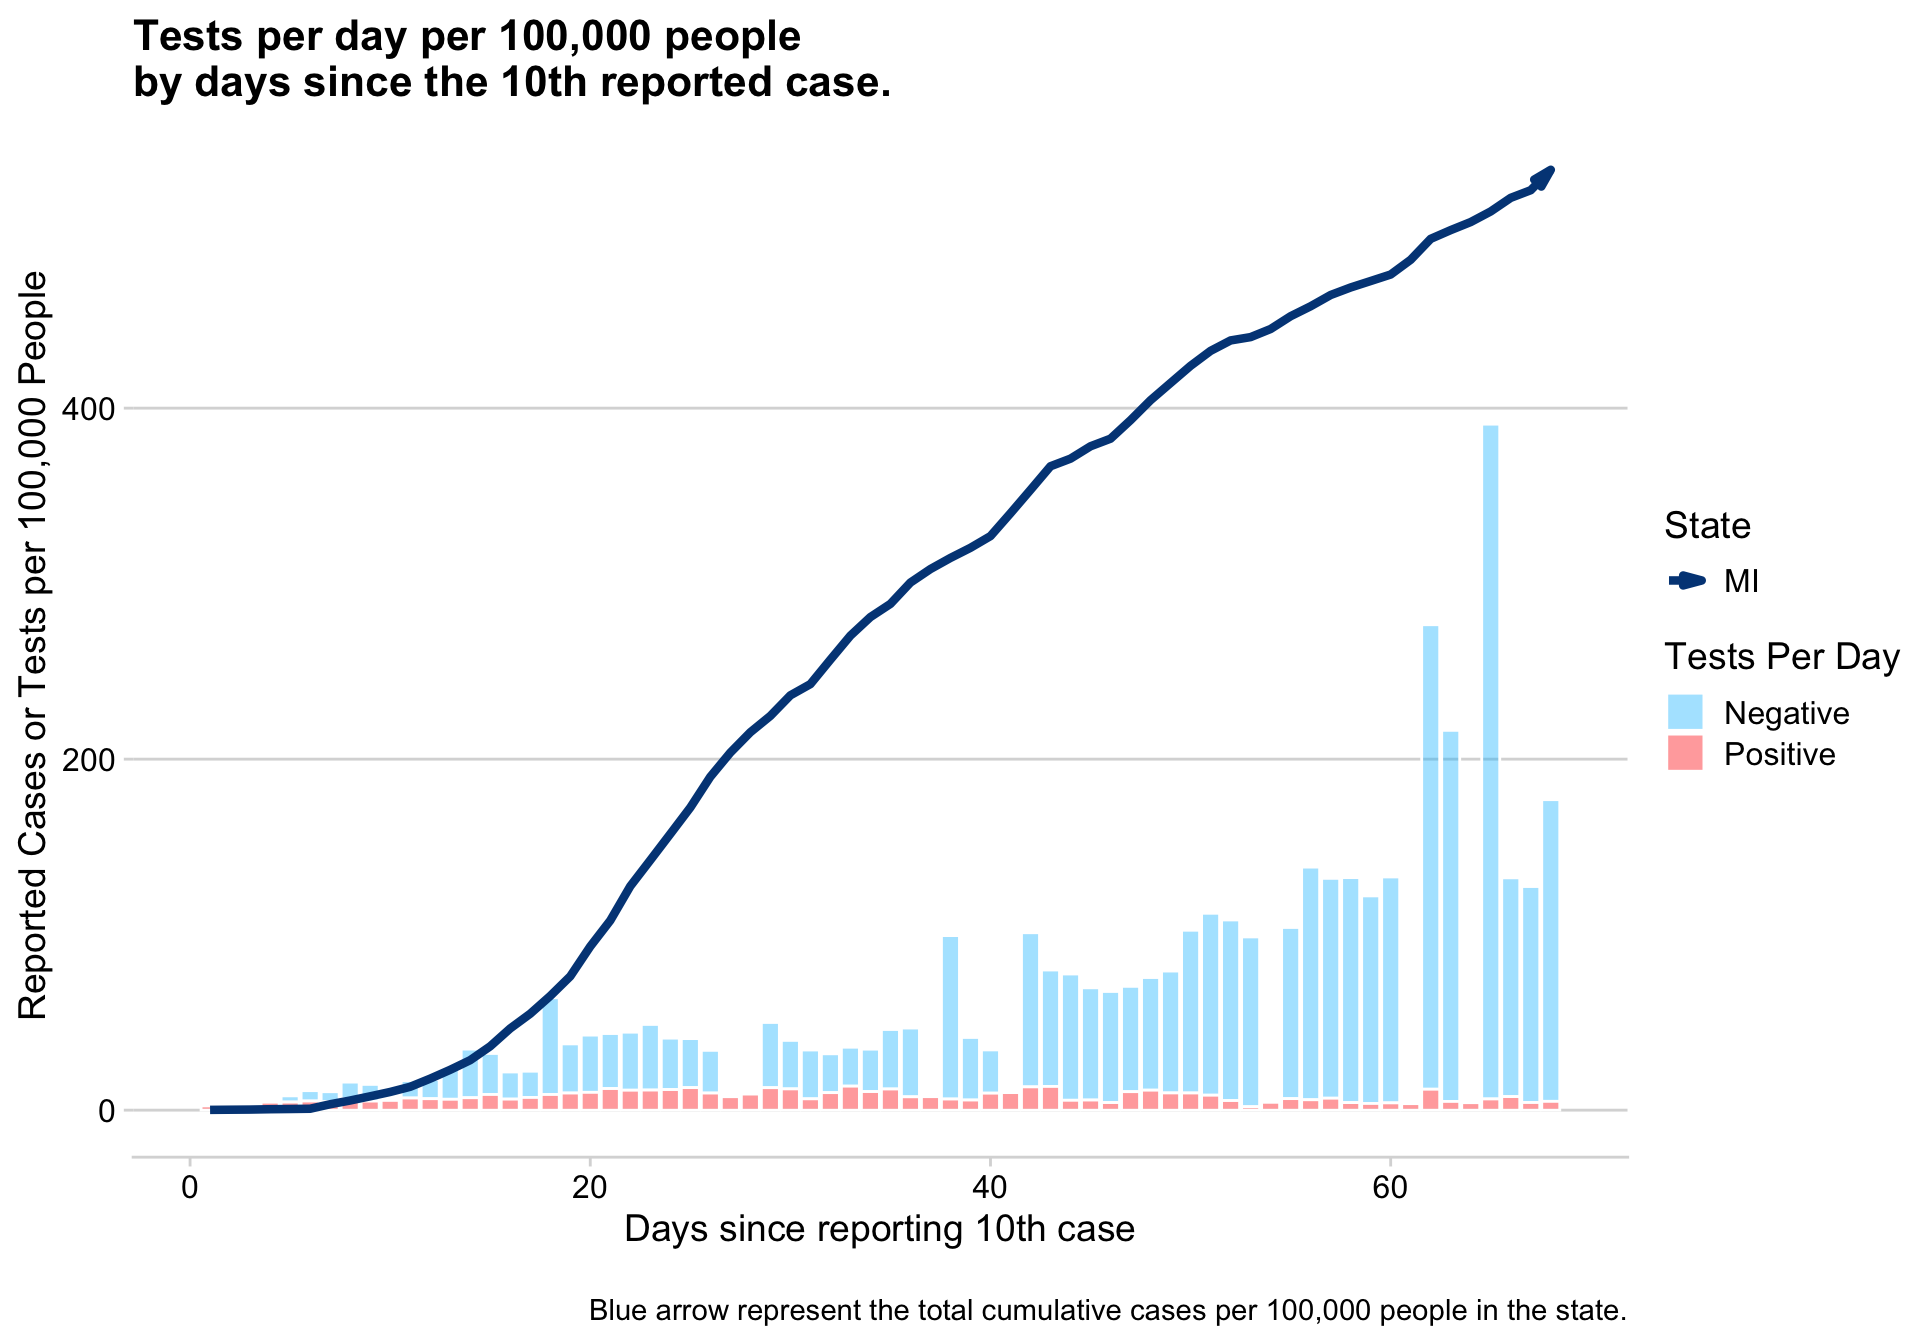 Tests per day per 100,000 people
by days since the 10th reported case.
Reported Cases or Tests per 100,000 People
400
200
0
0
20
40
60
Days since reporting 10th case
State
MI
Tests Per Day
Negative
Positive
Blue arrow represent the total cumulative cases per 100,000 people in the state.